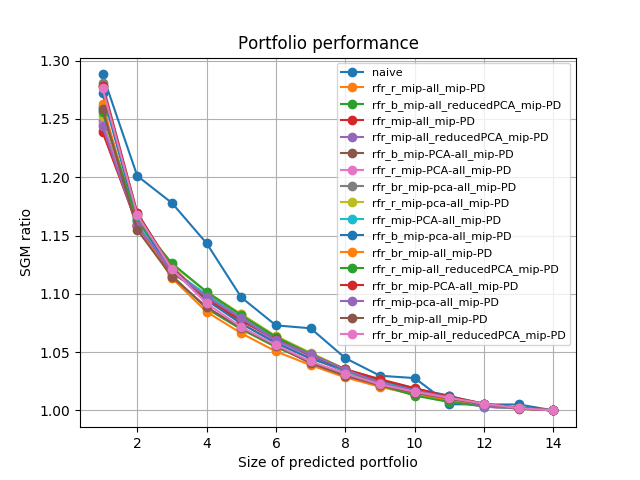 Portfolio performance
1.30
1.25
1.20
1.15
1.10
1.05
1.00
SGM ratio
naive
rfr_r_mip-all_mip-PD
rfr_b_mip-all_reducedPCA_mip-PD
rfr_mip-all_mip-PD
rfr_mip-all_reducedPCA_mip-PD
rfr_b_mip-PCA-all_mip-PD
rfr_r_mip-PCA-all_mip-PD
rfr_br_mip-pca-all_mip-PD
rfr_r_mip-pca-all_mip-PD
rfr_mip-PCA-all_mip-PD
rfr_b_mip-pca-all_mip-PD
rfr_br_mip-all_mip-PD
rfr_r_mip-all_reducedPCA_mip-PD
rfr_br_mip-PCA-all_mip-PD
rfr_mip-pca-all_mip-PD
rfr_b_mip-all_mip-PD
rfr_br_mip-all_reducedPCA_mip-PD
2 4 6 8 10 12 14
Size of predicted portfolio